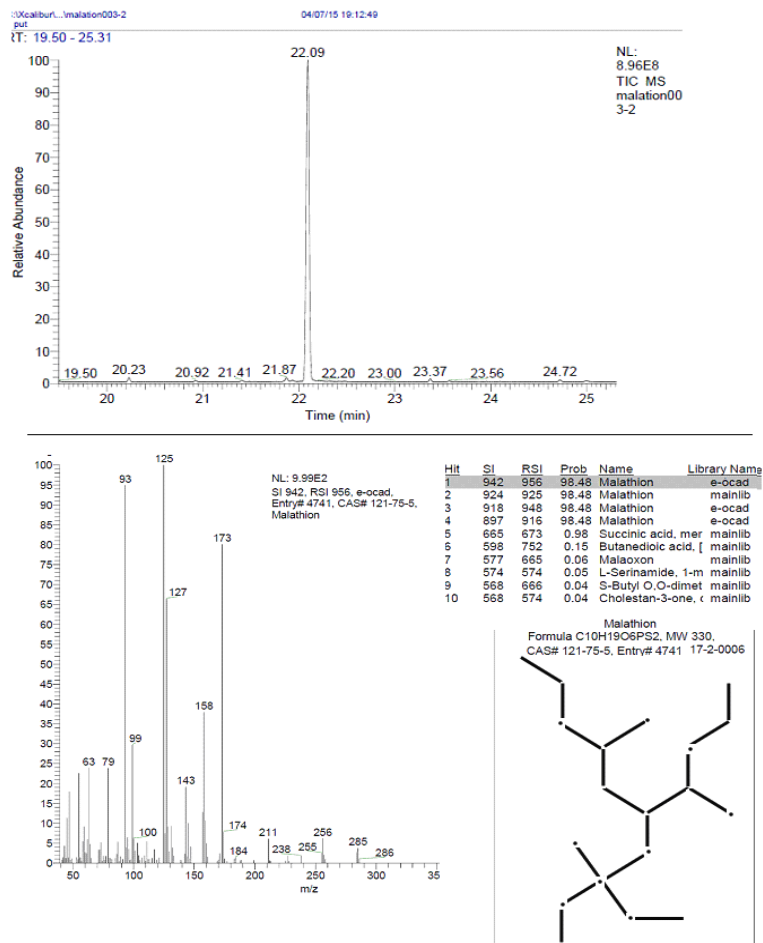 :\Xcalibur\...\malation003-2 04/07/15 19:12:49
put
RT: 19.50 - 25.31
22.09
NL:
8.96E8
TIC MS
malation00
3-2
100
90
80
70
60
50
40
30
20
10
0
Relative Abundance
19.50 20.23 20.92 21.41 21.87 22.20 23.00 23.37 23.56 24.72
20 21 22 23 24 25
Time (min)
NL: 9.99E2
SI 942, RSI 956, e-ocad,
Entry# 4741, CAS# 121-75-5,
Malathion
100
95
90
85
80
75
70
65
60
55
50
45
40
35
30
25
20
15
10
5
0
125
93
173
127
158
99
63 79
143
174
100
211
256
184
238 255
285
286
50 100 150 200 250 300 35
m/z
Hit SI RSI Prob Name Library Name
1 942 956 98.48 Malathion e-ocad
2 924 925 98.48 Malathion mainlib
3 918 948 98.48 Malathion e-ocad
4 897 916 98.48 Malathion e-ocad
5 665 673 0.98 Succinic acid, mer mainlib
6 598 752 0.15 Butanedioic acid, [ mainlib
7 577 665 0.06 Malaoxon mainlib
8 574 574 0.05 L-Serinamide, 1-m mainlib
9 568 666 0.04 S-Butyl O,O-dimet mainlib
10 568 574 0.04 Cholestan-3-one, c mainlib
Malathion
Formula C10H19O6PS2, MW 330,
CAS# 121-75-5, Entry# 4741 17-2-0006